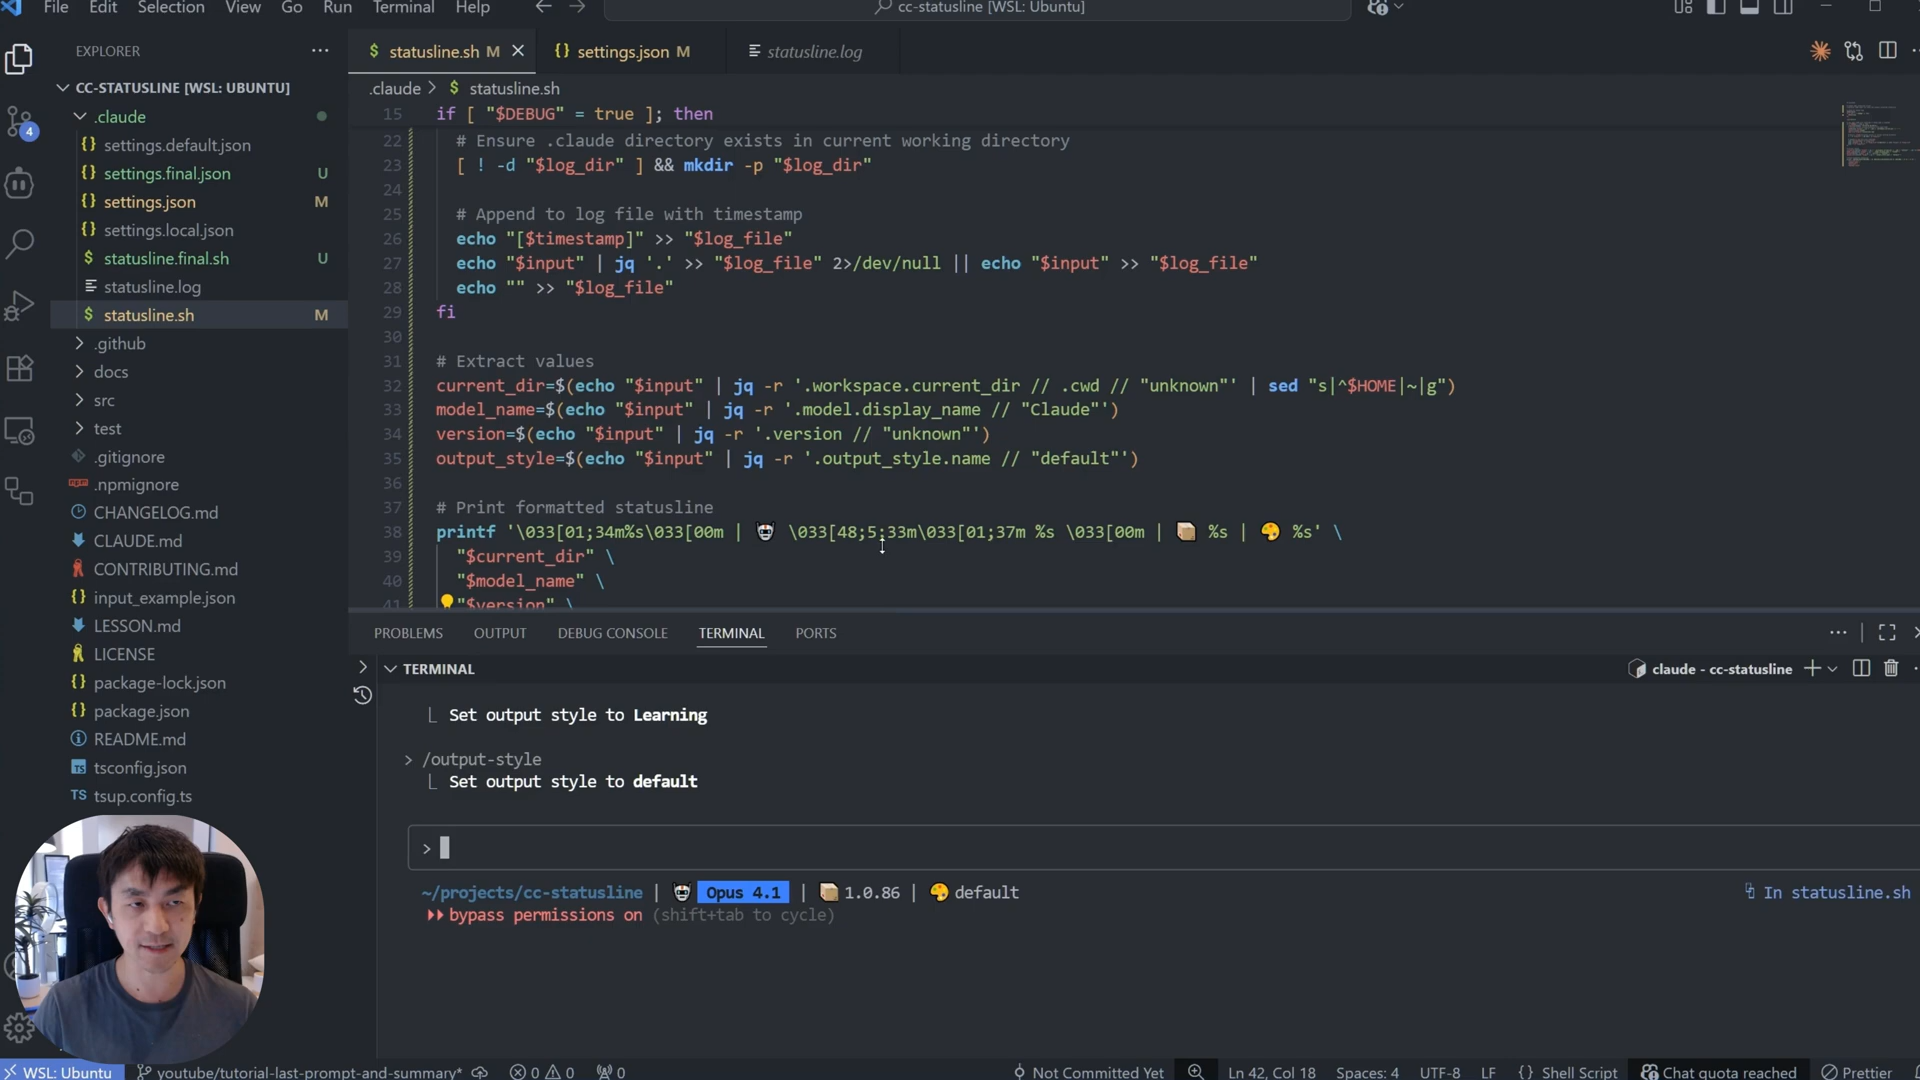 File Edit Selection View Go Run Terminal Help
cc-statusline [WSL: Ubuntu]
EXPLORER
CC-STATUSLINE [WSL: UBUNTU]
.claude
settings.default.json
settings.final.json U
settings.json M
settings.local.json
statusline.final.sh U
statusline.log
statusline.sh M
.github
docs
src
test
.gitignore
.npmignore
CHANGELOG.md
CLAUDE.md
CONTRIBUTING.md
input_example.json
LESSON.md
LICENSE
package-lock.json
package.json
README.md
tsconfig.json
tsup.config.ts
4
statusline.sh M
settings.json M
statusline.log
.claude > $ statusline.sh
15 if [ "$DEBUG" = true ]; then
22 # Ensure .claude directory exists in current working directory
23 [ ! -d "$log_dir" ] && mkdir -p "$log_dir"
24
25 # Append to log file with timestamp
26 echo "[$timestamp]" >> "$log_file"
27 echo "$input" | jq '.' >> "$log_file" 2>/dev/null || echo "$input" >> "$log_file"
28 echo "" >> "$log_file"
29 fi
30
31 # Extract values
32 current_dir=$(echo "$input" | jq -r '.workspace.current_dir // .cwd // "unknown"' | sed "s|^$HOME|~|g")
33 model_name=$(echo "$input" | jq -r '.model.display_name // "Claude"')
34 version=$(echo "$input" | jq -r '.version // "unknown"')
35 output_style=$(echo "$input" | jq -r '.output_style.name // "default"')
36
37 # Print formatted statusline
38 printf '\033[01;34m%s\033[00m | 🤖 \033[48;5;33m\033[01;37m %s \033[00m | 📦 %s | 🎨 %s' \
39 "$current_dir" \
40 "$model_name" \
41 "$version" \
PROBLEMS OUTPUT DEBUG CONSOLE TERMINAL PORTS
TERMINAL
claude - cc-statusline
⎿ Set output style to Learning
> /output-style
⎿ Set output style to default
>
~/projects/cc-statusline | 🤖 Opus 4.1 | 📦 1.0.86 | 🎨 default
In statusline.sh
bypass permissions on (shift+tab to cycle)
WSL: Ubuntu youtube/tutorial-last-prompt-and-summary* 0 0 0
Not Committed Yet Ln 42, Col 18 Spaces: 4 UTF-8 LF {} Shell Script Chat quota reached Prettier